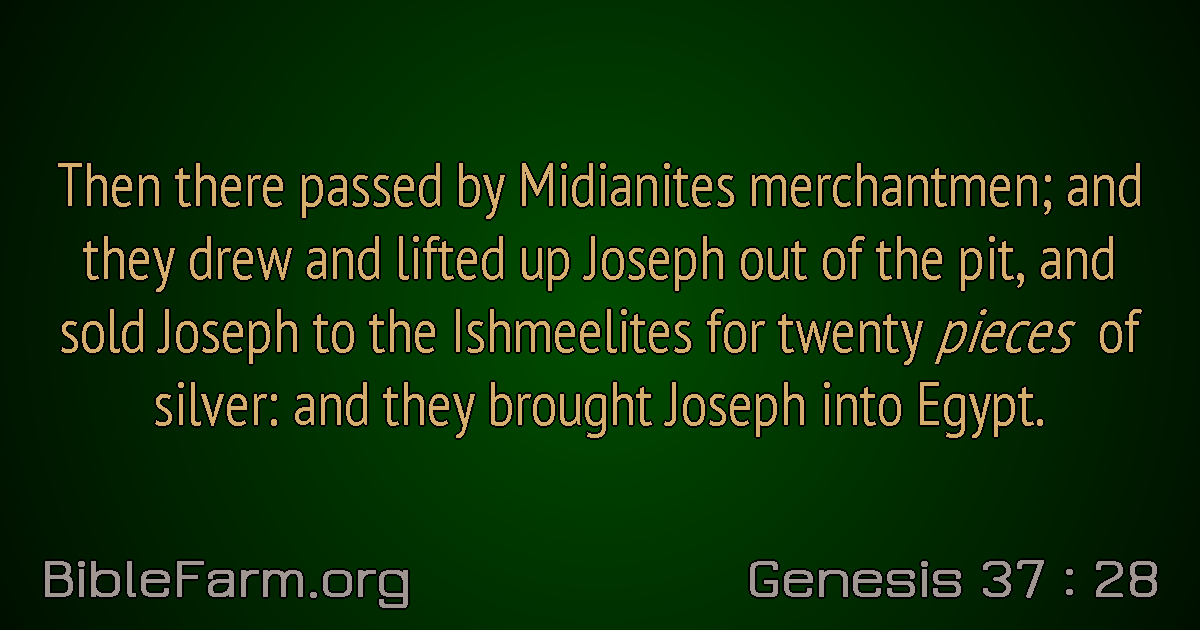 Then there passed by Midianites merchantmen; and
they drew and lifted up Joseph out of the pit, and
sold Joseph to the Ishmeelites for twenty pieces of
silver: and they brought Joseph into Egypt.
BibleFarm.org
Genesis 37 : 28